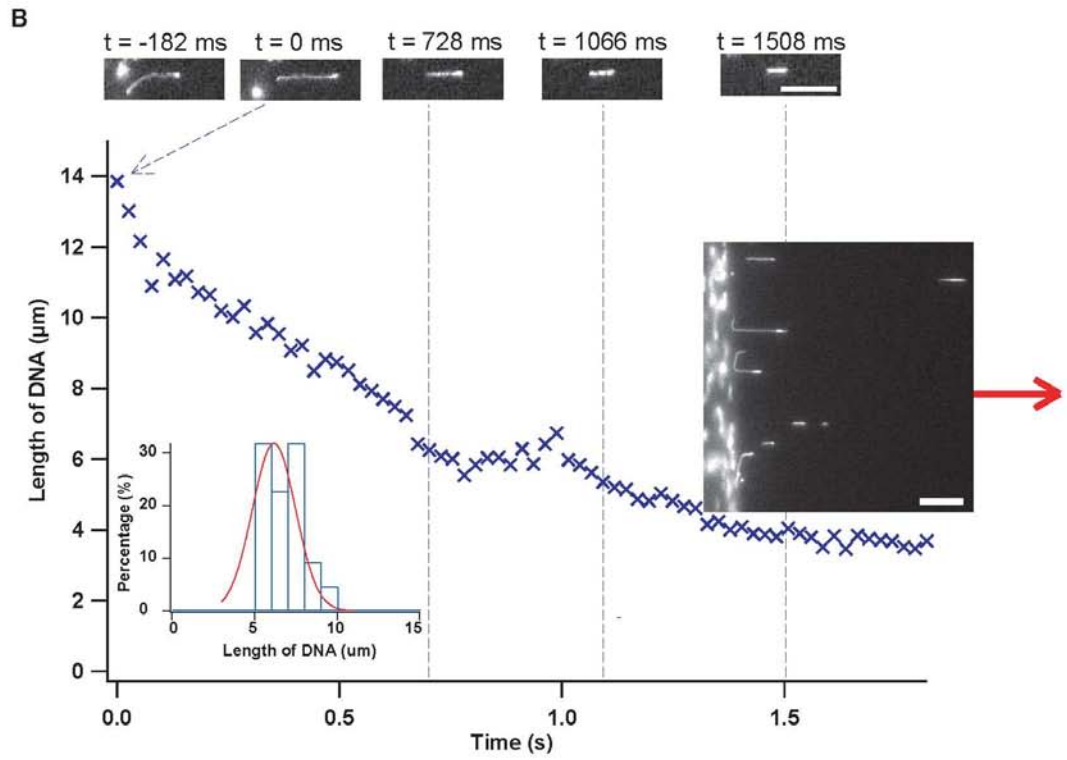 B
t = -182 ms t = 0 ms t = 728 ms t = 1066 ms t = 1508 ms
14
12
10
8
6
4
2
0
Length of DNA (µm)
30
20
10
0
Percentage (%)
0 5 10 15
Length of DNA (um)
0.0 0.5 1.0 1.5
Time (s)